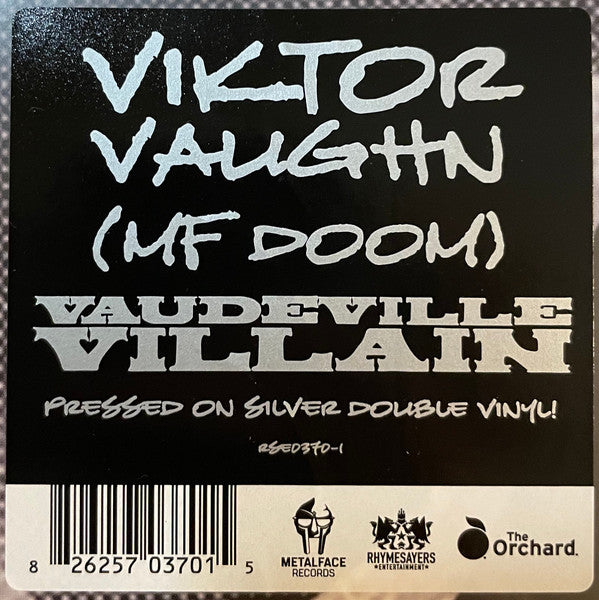 VIKTOR
VAUGHN
(MF DOOM)
VAUDEVILLE
VILLAIN
PRESSED ON SILVER DOUBLE VINYL!
RSE0370-1
8 26257 03701 5
METALFACE
RECORDS
RHYMESAYERS
ENTERTAINMENT
The
Orchard.